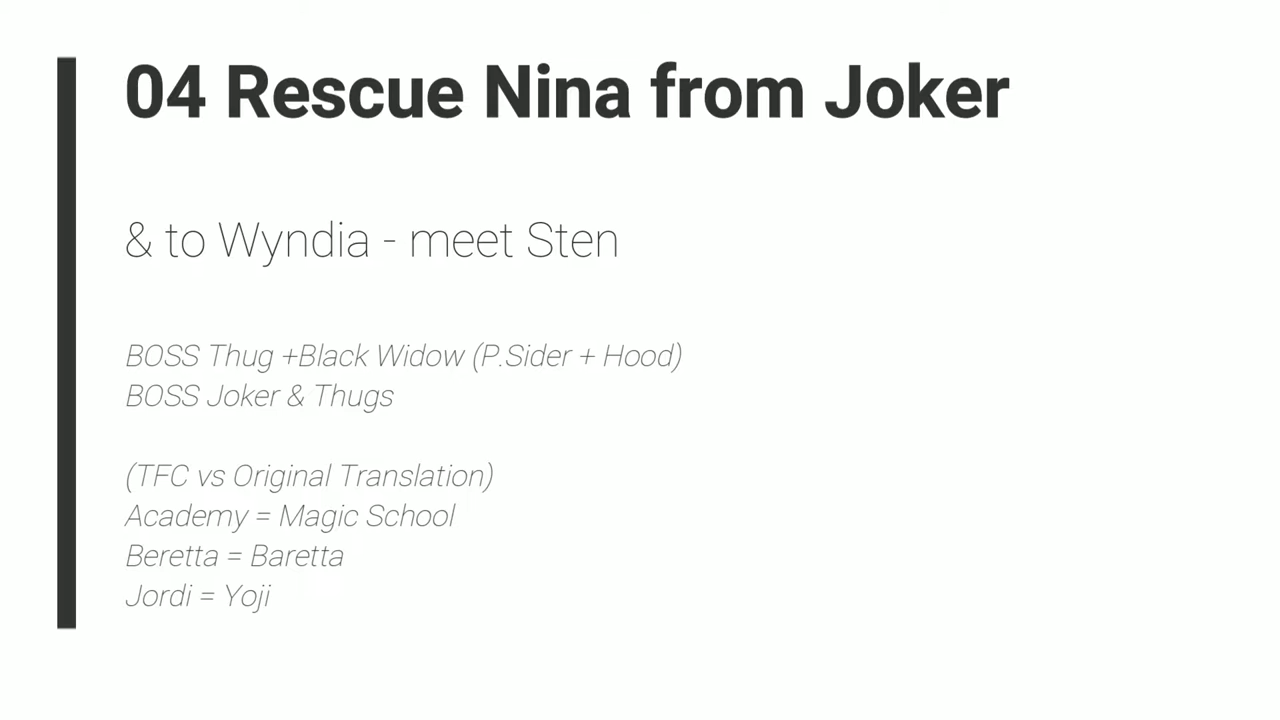 04 Rescue Nina from Joker
& to Wyndia - meet Sten
BOSS Thug +Black Widow (P.Sider + Hood)
BOSS Joker & Thugs
(TFC vs Original Translation)
Academy = Magic School
Beretta = Baretta
Jordi = Yoji